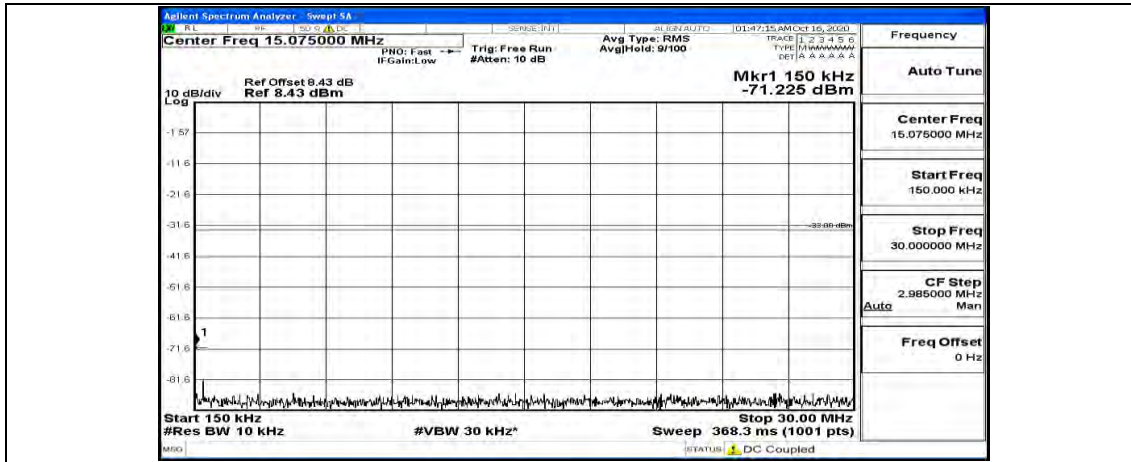 Agilent Spectrum Analyzer - Swept SA
RL RF 50 Ω DC SENSE:INT ALIGN AUTO 01:47:15 AM Oct 16, 2020
Center Freq 15.075000 MHz
PNO: Fast
IFGain:Low
Trig: Free Run
#Atten: 10 dB
Avg Type: RMS
Avg|Hold: 9/100
TRACE 1 2 3 4 5 6
TYPE MWWWWW
DET A A A A A A
Ref Offset 8.43 dB
Ref 8.43 dBm
10 dB/div
Log
Mkr1 150 kHz
-71.225 dBm
-1.57
-11.6
-21.6
-31.6
-33.00 dBm
-41.6
-51.6
-61.6
1
-71.6
-81.6
Start 150 kHz
Stop 30.00 MHz
#Res BW 10 kHz
#VBW 30 kHz*
Sweep 368.3 ms (1001 pts)
MSG
STATUS DC Coupled
Frequency
Auto Tune
Center Freq
15.075000 MHz
Start Freq
150.000 kHz
Stop Freq
30.000000 MHz
CF Step
2.985000 MHz
Auto Man
Freq Offset
0 Hz